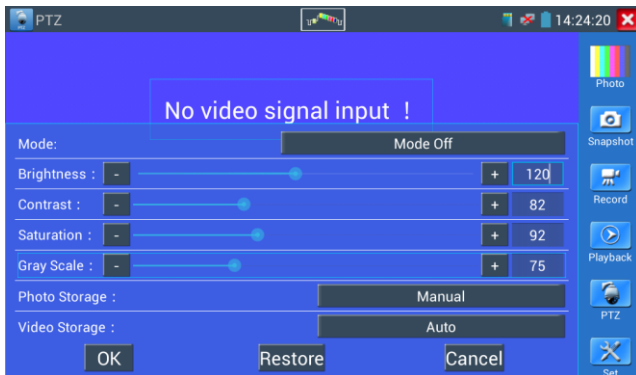 PTZ
14:24:20
No video signal input !
Mode: Mode Off
Brightness : - + 120
Contrast : - + 82
Saturation : - + 92
Gray Scale : - + 75
Photo Storage : Manual
Video Storage : Auto
OK Restore Cancel
Photo
Snapshot
Record
Playback
PTZ
Set